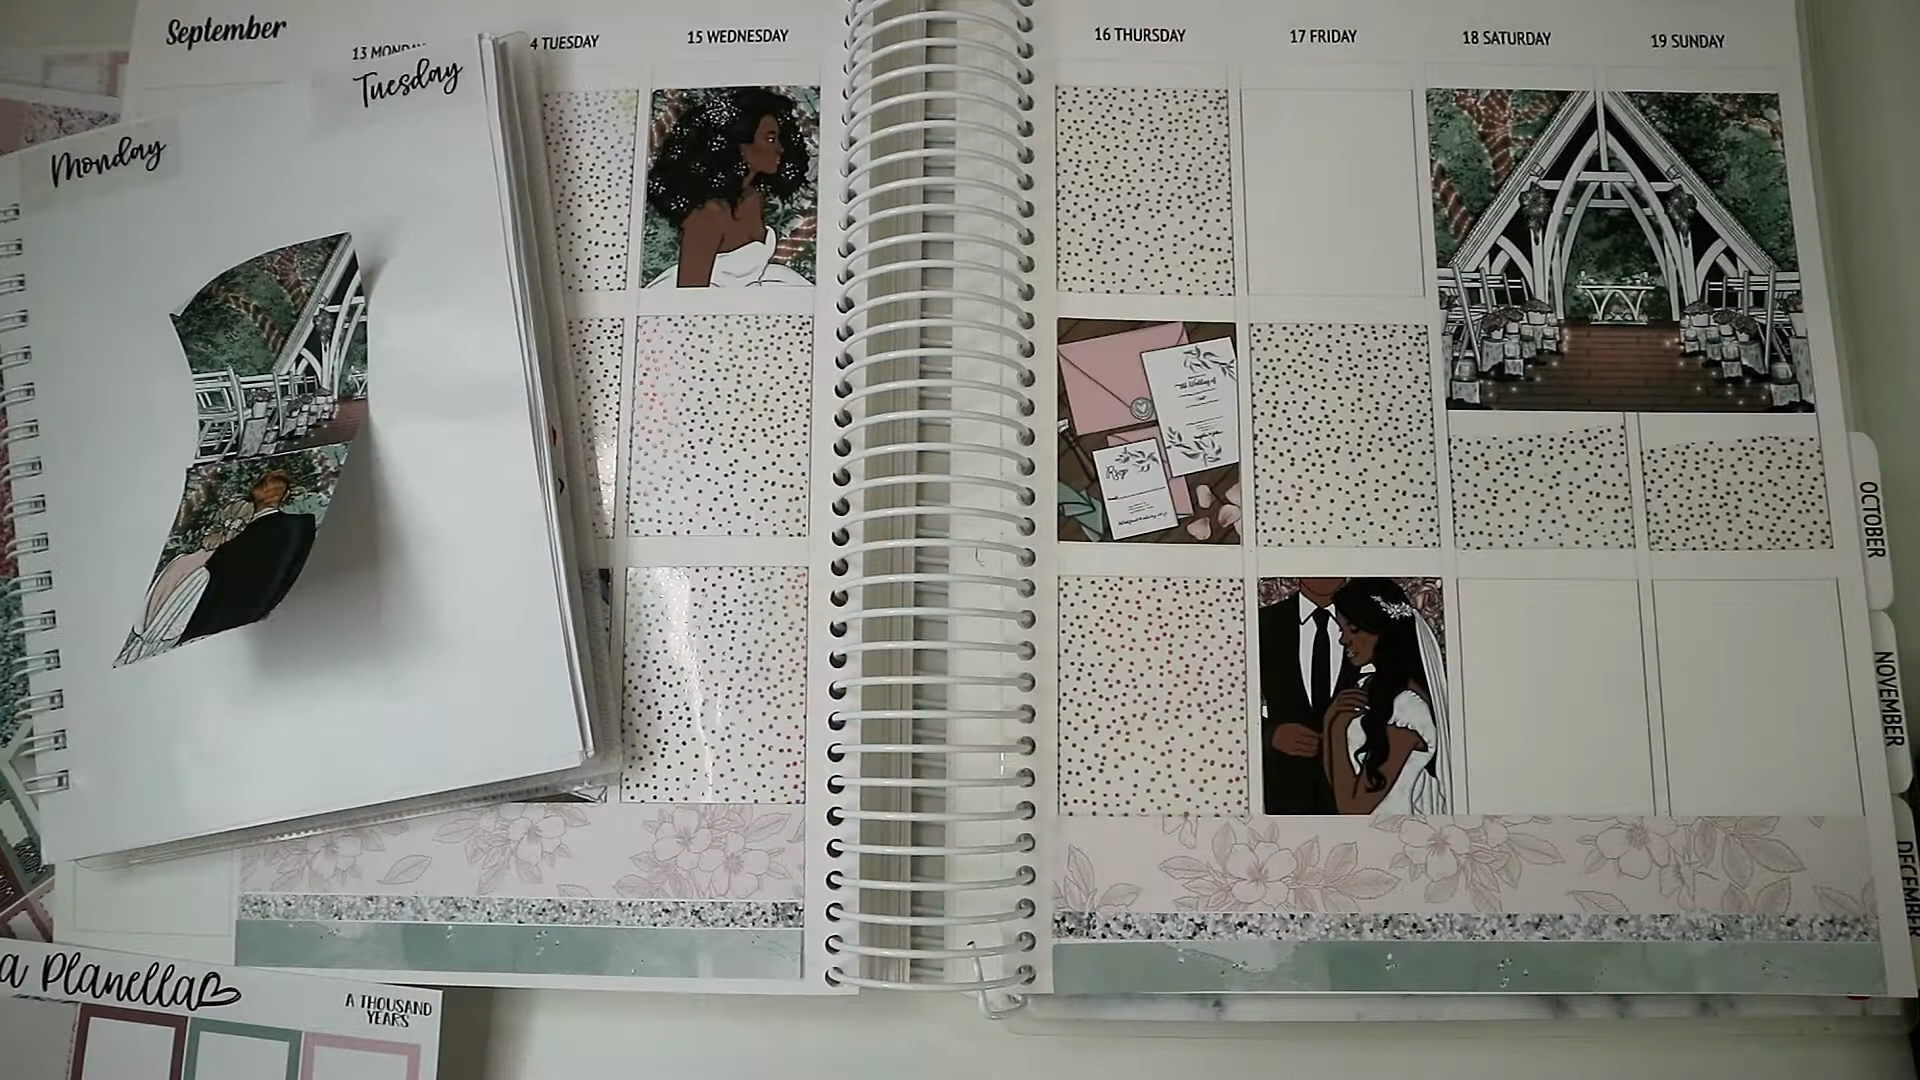 September
13 MONDAY
4 TUESDAY
15 WEDNESDAY
16 THURSDAY
17 FRIDAY
18 SATURDAY
19 SUNDAY
Monday
Tuesday
OCTOBER
NOVEMBER
DECEMBER
a Planella
A THOUSAND
YEARS